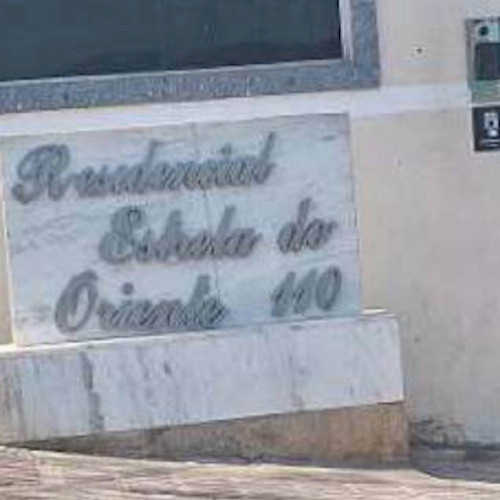 Residencial
Estrela do
Oriente 110